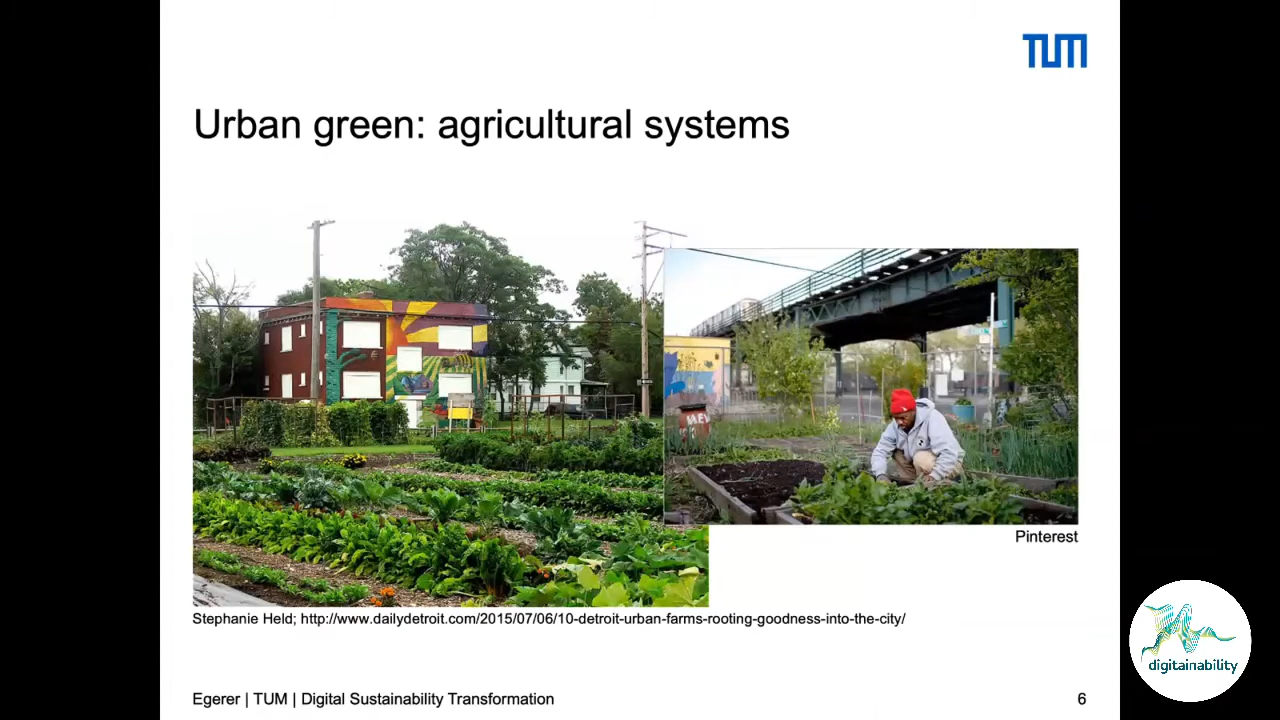 TUM
Urban green: agricultural systems
Pinterest
Stephanie Held; http://www.dailydetroit.com/2015/07/06/10-detroit-urban-farms-rooting-goodness-into-the-city/
digitainability
Egerer | TUM | Digital Sustainability Transformation
6